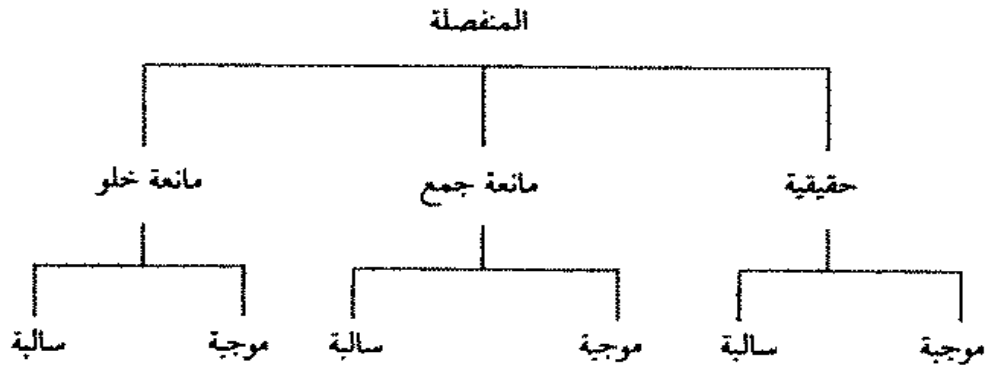 المنفصلة
حقيقية مانعة جمع مانعة خلو
موجبة سالبة موجبة سالبة موجبة سالبة